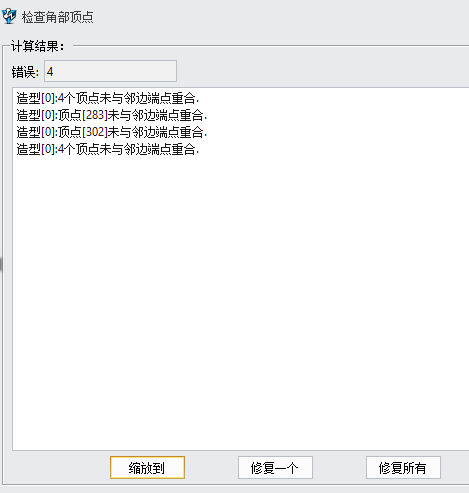 检查角部顶点
计算结果：
错误: 4
造型[0]:4个顶点未与邻边端点重合.
造型[0]:顶点[283]未与邻边端点重合.
造型[0]:顶点[302]未与邻边端点重合.
造型[0]:4个顶点未与邻边端点重合.
缩放到 修复一个 修复所有